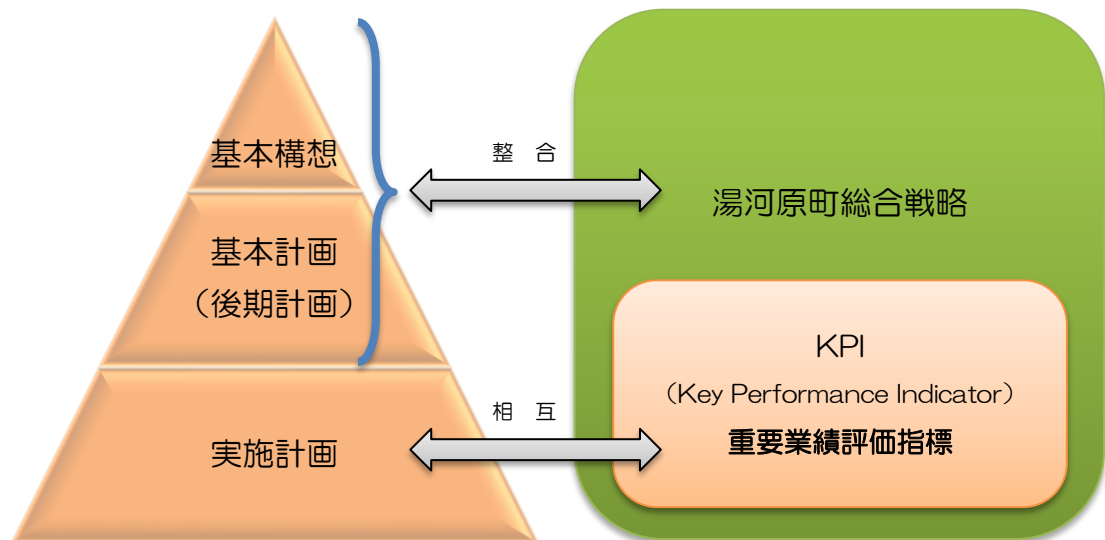 基本構想
基本計画
（後期計画）
実施計画
整　合
相　互
湯河原町総合戦略
KPI
（Key Performance Indicator）
重要業績評価指標